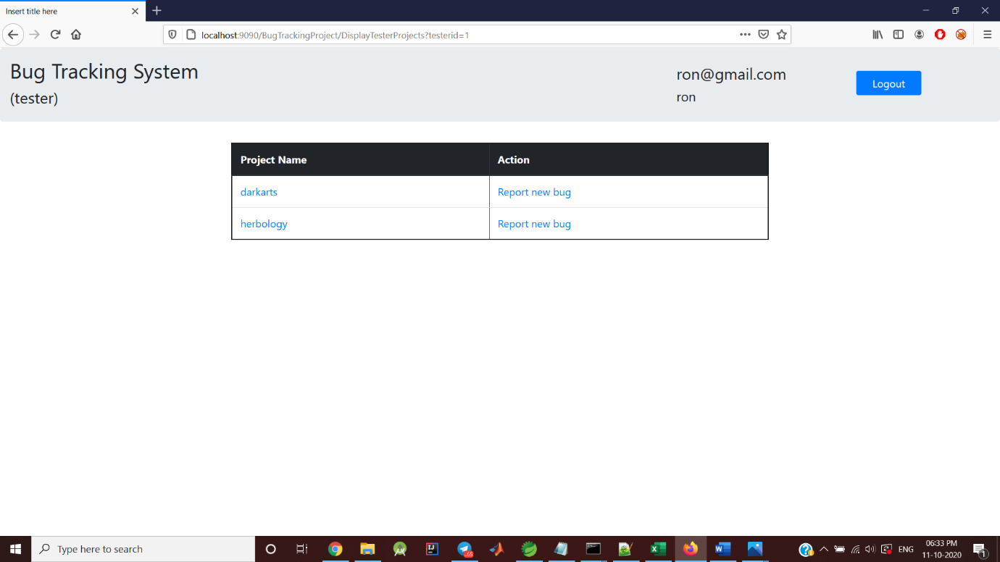 Insert title here
localhost:9090/BugTrackingProject/DisplayTesterProjects?testerid=1
Bug Tracking System
(tester)
ron@gmail.com
ron
Logout
Project Name Action
darkarts Report new bug
herbology Report new bug
Type here to search
ENG
06:33 PM
11-10-2020
1